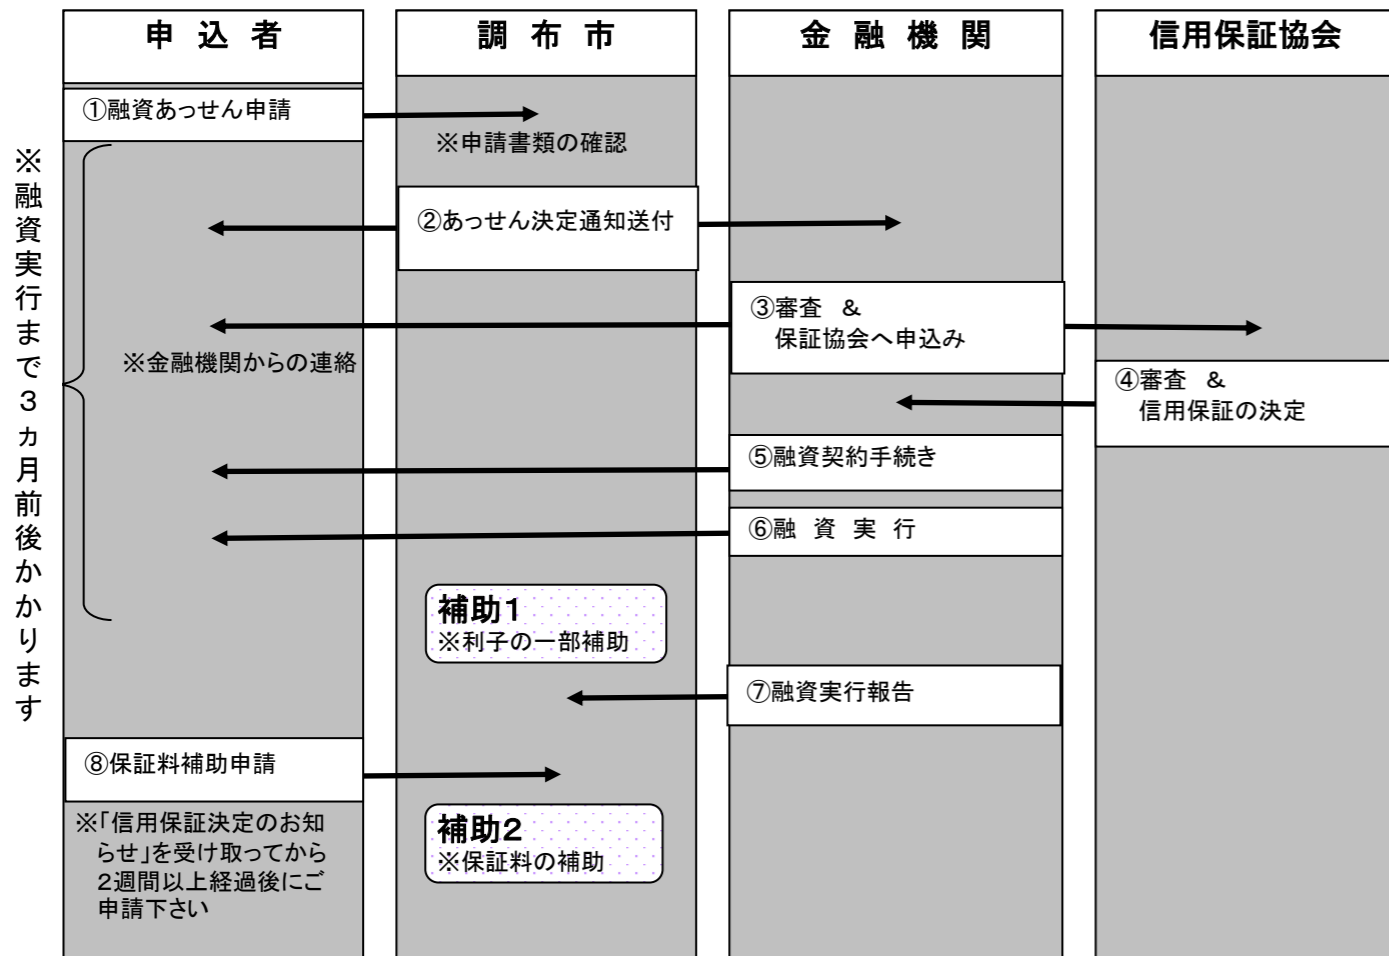 申 込 者
調 布 市
金 融 機 関
信用保証協会
①融資あっせん申請
※申請書類の確認
※融資実行まで3ヵ月前後かかります
②あっせん決定通知送付
③審査 &
保証協会へ申込み
※金融機関からの連絡
④審査 &
信用保証の決定
⑤融資契約手続き
⑥融 資 実 行
補助1
※利子の一部補助
⑦融資実行報告
⑧保証料補助申請
※「信用保証決定のお知
らせ」を受け取ってから
2週間以上経過後にご
申請下さい
補助2
※保証料の補助